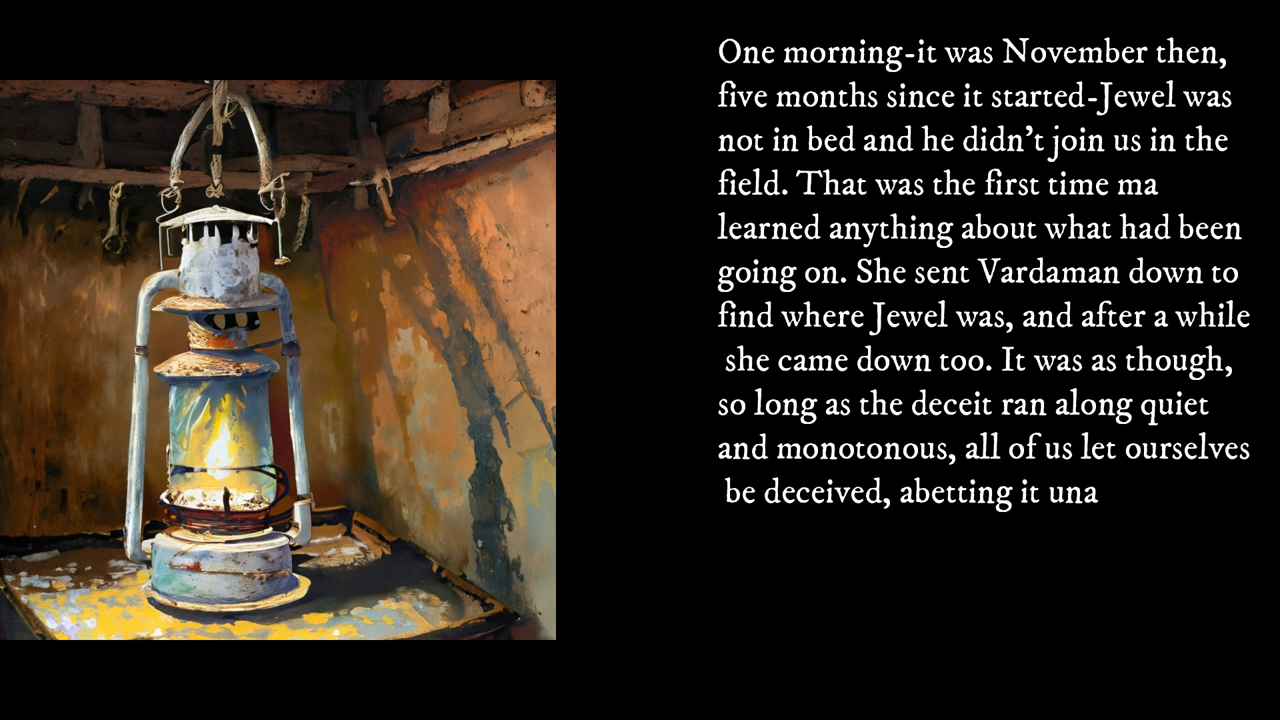 One morning-it was November then,
five months since it started-Jewel was
not in bed and he didn't join us in the
field. That was the first time ma
learned anything about what had been
going on. She sent Vardaman down to
find where Jewel was, and after a while
she came down too. It was as though,
so long as the deceit ran along quiet
and monotonous, all of us let ourselves
be deceived, abetting it una